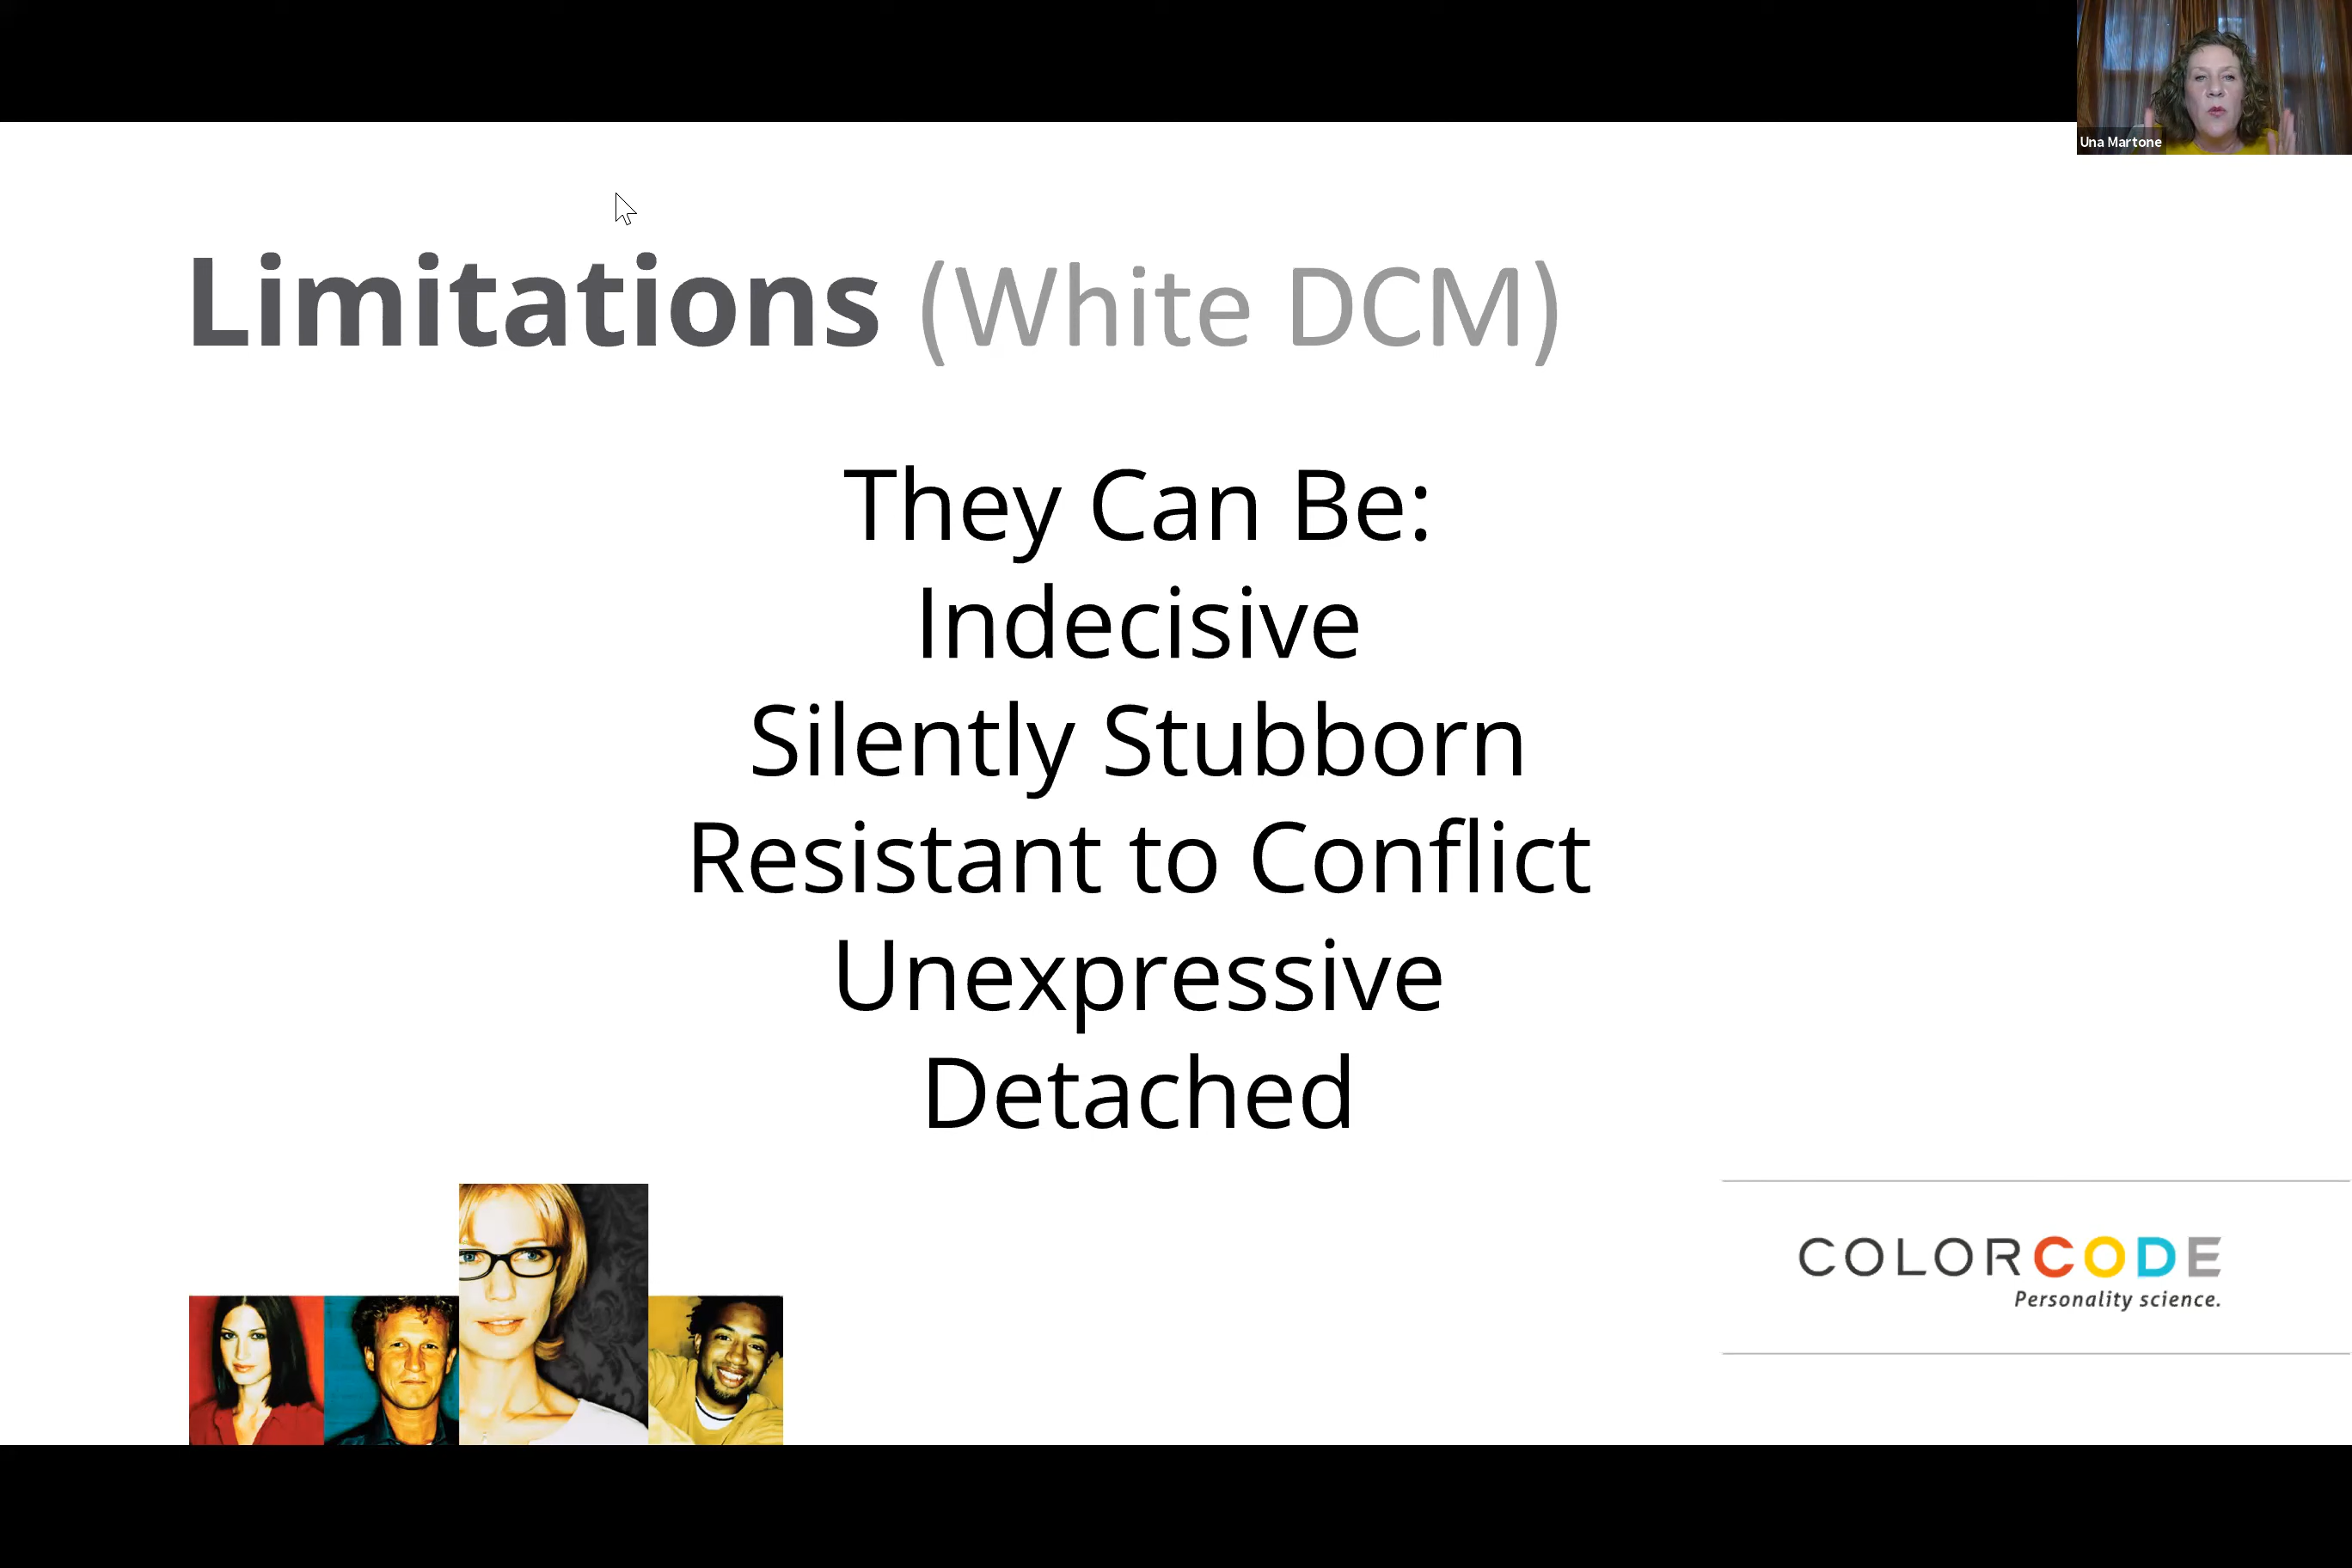 Una Martone
Limitations (White DCM)
They Can Be:
Indecisive
Silently Stubborn
Resistant to Conflict
Unexpressive
Detached
COLORCODE
Personality science.